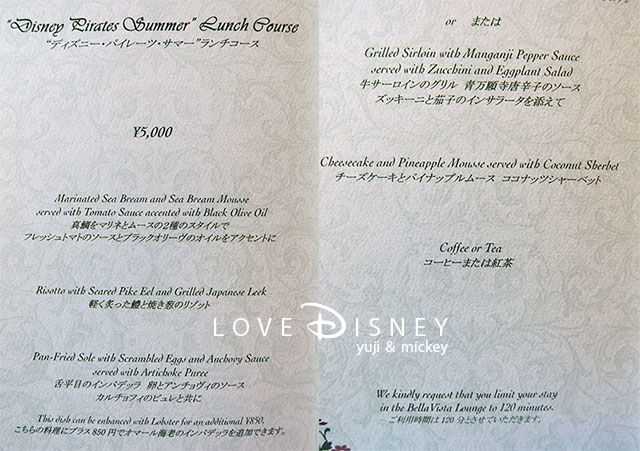 "Disney Pirates Summer" Lunch Course
"ディズニー・パイレーツ・サマー"ランチコース
¥5,000
Marinated Sea Bream and Sea Bream Mousse
served with Tomato Sauce accented with Black Olive Oil
真鯛をマリネとムースの2種のスタイルで
フレッシュトマトのソースとブラックオリーヴのオイルをアクセントに
Risotto with Seared Pike Eel and Grilled Japanese Leek
軽く炙った鱧と焼き葱のリゾット
Pan-Fried Sole with Scrambled Eggs and Anchovy Sauce
served with Artichoke Puree
舌平目のインパデッラ 卵とアンチョヴィのソース
カルチョフィのピュレと共に
This dish can be enhanced with Lobster for an additional ¥850.
こちらの料理にプラス850円でオマール海老のインパデッラを追加できます。
or または
Grilled Sirloin with Manganji Pepper Sauce
served with Zucchini and Eggplant Salad
牛サーロインのグリル 青万願寺唐辛子のソース
ズッキーニと茄子のインサラータを添えて
Cheesecake and Pineapple Mousse served with Coconut Sherbet
チーズケーキとパイナップルムース ココナッツシャーベット
Coffee or Tea
コーヒーまたは紅茶
We kindly request that you limit your stay
in the BellaVista Lounge to 120 minutes.
ご利用時間は120分とさせていただきます。
LOVE DISNEY
yuji & mickey